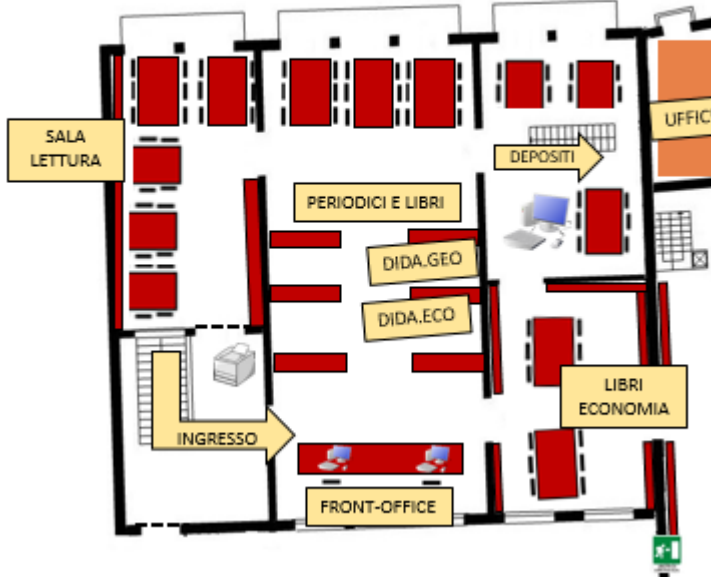 SALA
LETTURA
UFFIC
DEPOSITI
PERIODICI E LIBRI
DIDA.GEO
DIDA.ECO
LIBRI
ECONOMIA
INGRESSO
FRONT-OFFICE